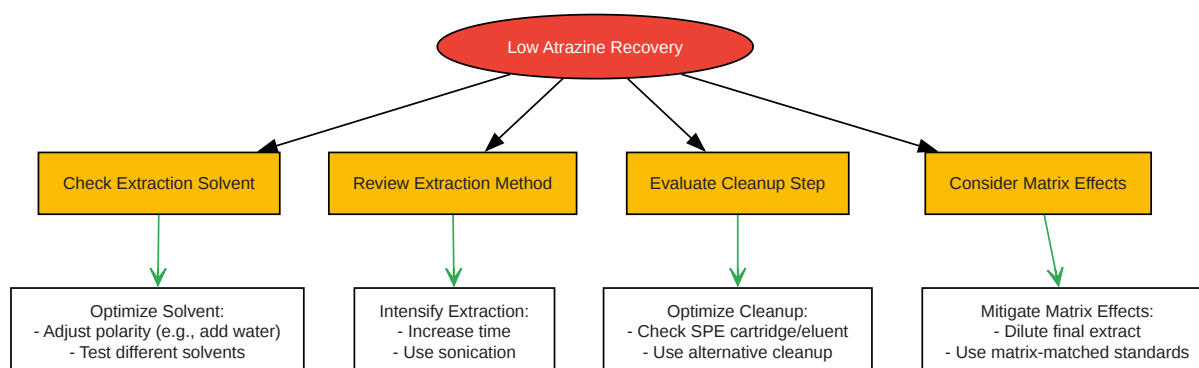 Low Atrazine Recovery
Check Extraction Solvent
Review Extraction Method
Evaluate Cleanup Step
Consider Matrix Effects
Optimize Solvent:
- Adjust polarity (e.g., add water)
- Test different solvents
Intensify Extraction:
- Increase time
- Use sonication
Optimize Cleanup:
- Check SPE cartridge/eluent
- Use alternative cleanup
Mitigate Matrix Effects:
- Dilute final extract
- Use matrix-matched standards